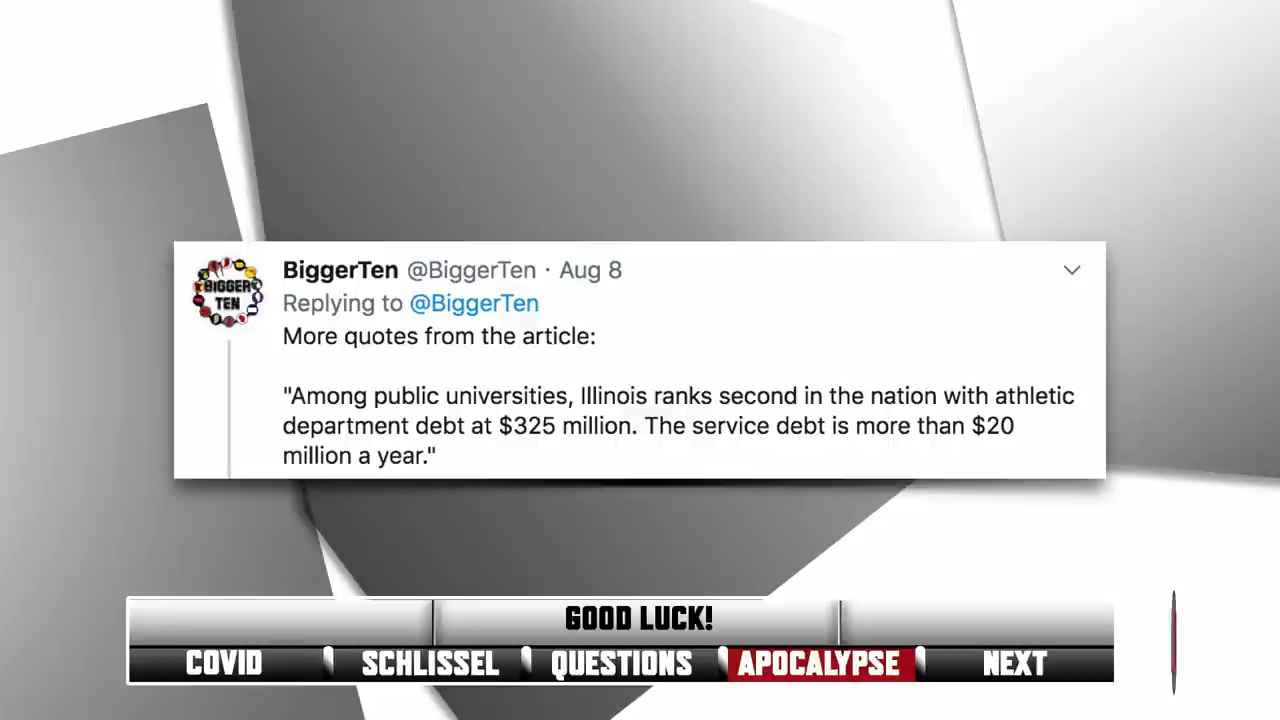 BiggerTen @BiggerTen · Aug 8
BIGGER
TEN
Replying to @BiggerTen
More quotes from the article:
"Among public universities, Illinois ranks second in the nation with athletic
department debt at $325 million. The service debt is more than $20
million a year."
GOOD LUCK!
COVID SCHLISSEL QUESTIONS APOCALYPSE NEXT